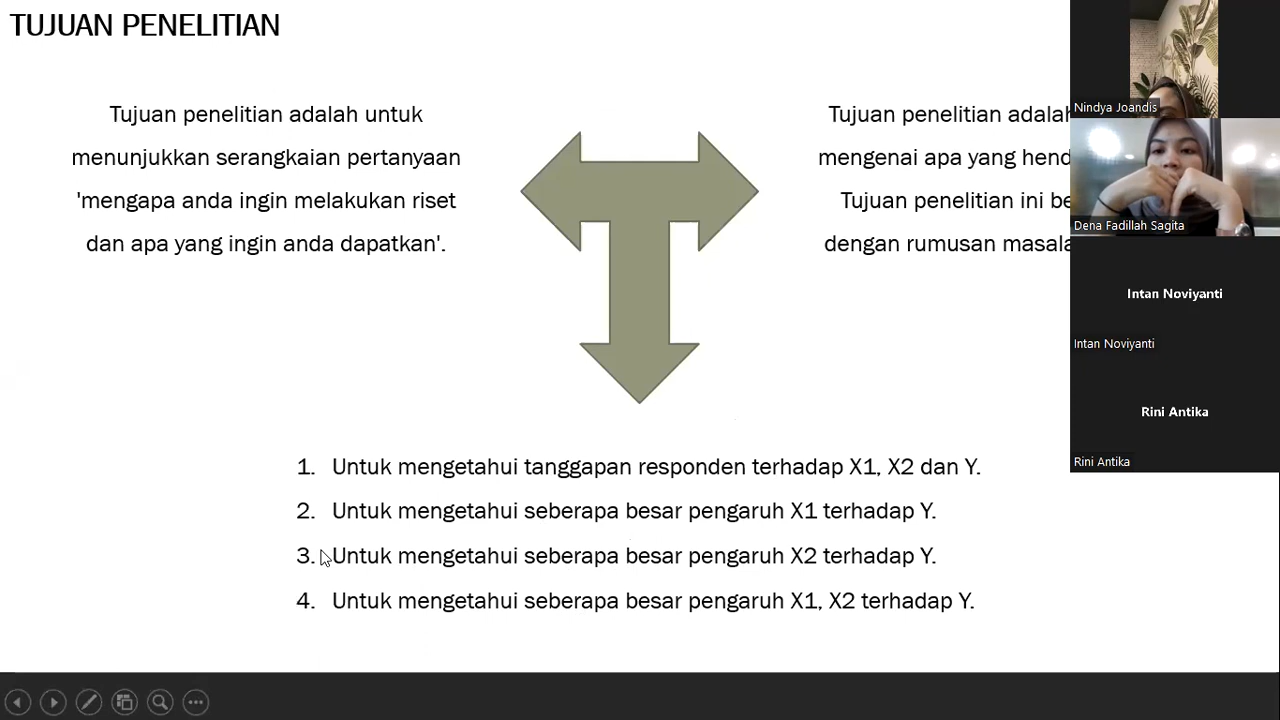 TUJUAN PENELITIAN
Tujuan penelitian adalah untuk
menunjukkan serangkaian pertanyaan
'mengapa anda ingin melakukan riset
dan apa yang ingin anda dapatkan'.
Tujuan penelitian adalah
mengenai apa yang
Tujuan penelitian ini
dengan rumusan
1. Untuk mengetahui tanggapan responden terhadap X1, X2 dan Y.
2. Untuk mengetahui seberapa besar pengaruh X1 terhadap Y.
3. Untuk mengetahui seberapa besar pengaruh X2 terhadap Y.
4. Untuk mengetahui seberapa besar pengaruh X1, X2 terhadap Y.
Nindya Joandis
Dena Fadillah Sagita
Intan Noviyanti
Intan Noviyanti
Rini Antika
Rini Antika